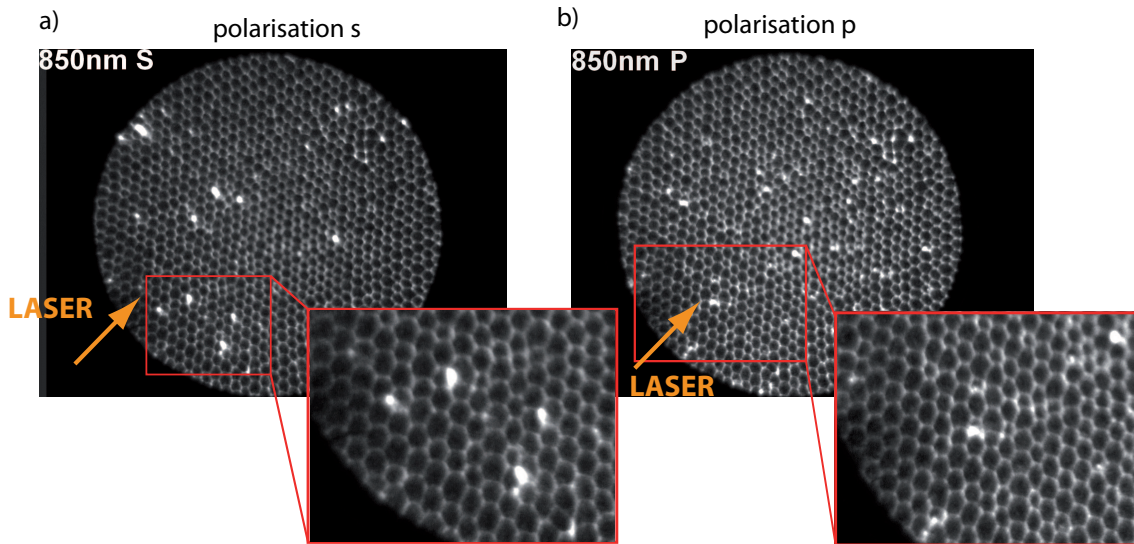 a)
polarisation s
850nm S
LASER
b)
polarisation p
850nm P
LASER